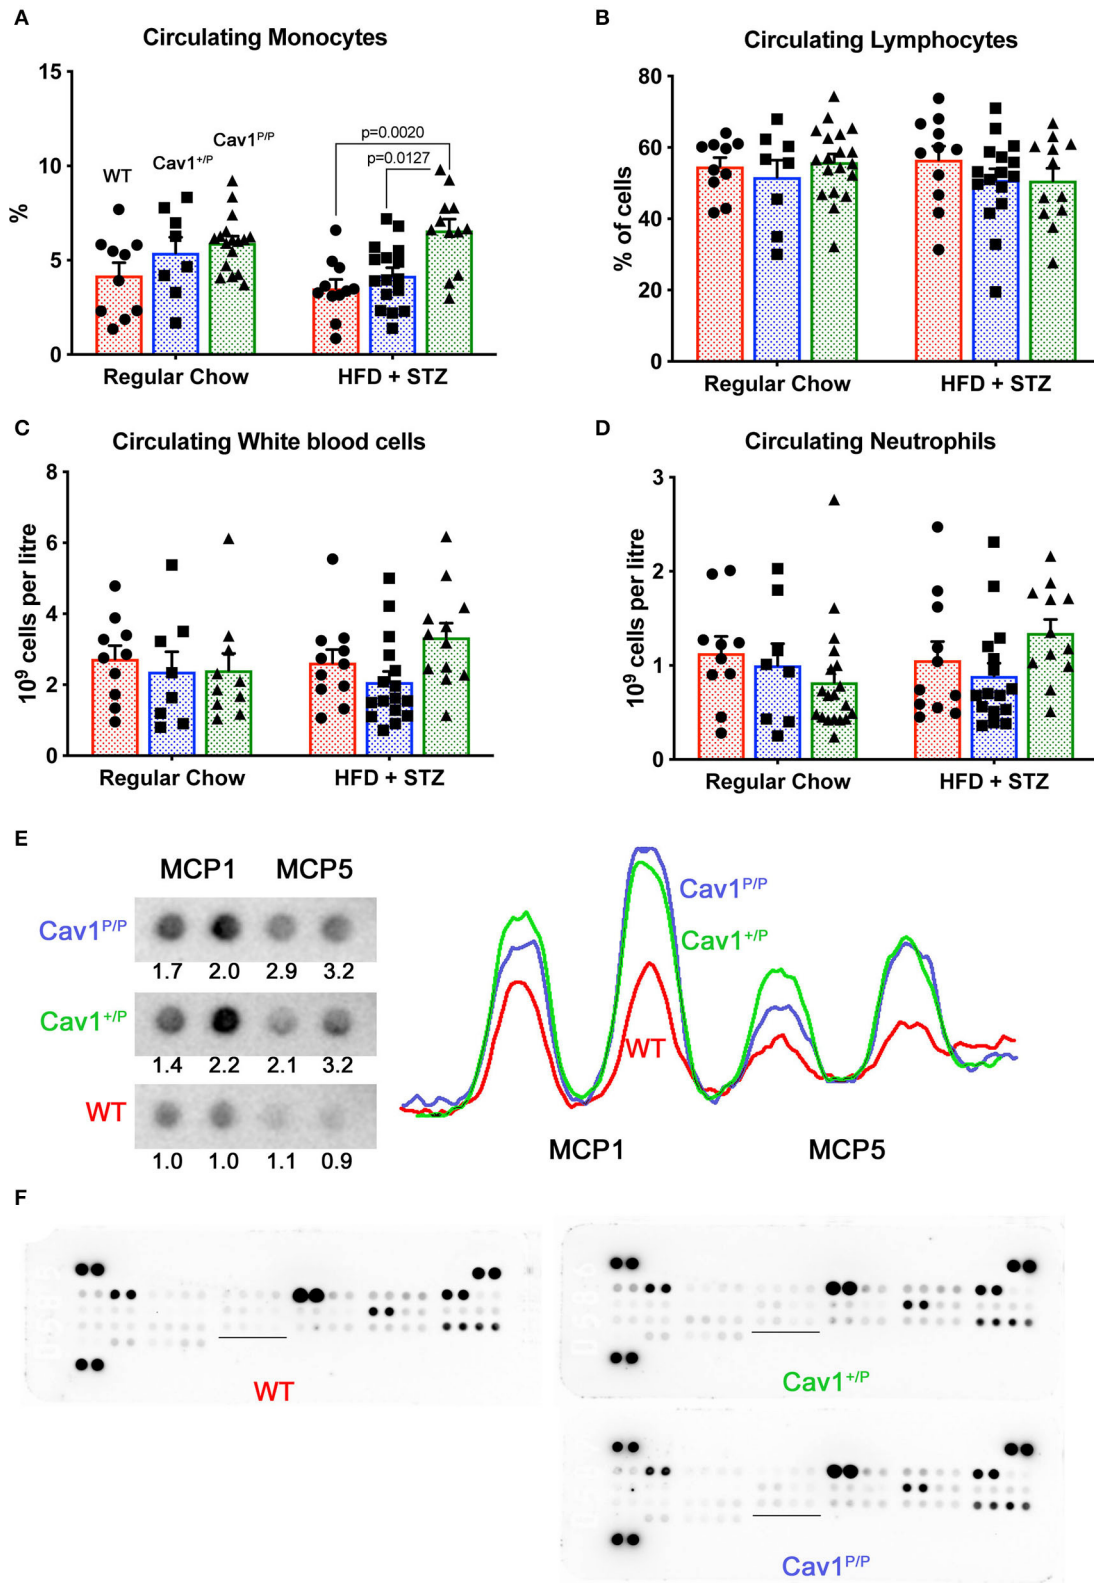 A
Circulating Monocytes
%
15
10
5
0
WT
Cav1+/P
Cav1P/P
p=0.0020
p=0.0127
Regular Chow
HFD + STZ
B
Circulating Lymphocytes
% of cells
80
60
40
20
0
Regular Chow
HFD + STZ
C
Circulating White blood cells
10⁹ cells per litre
8
6
4
2
0
Regular Chow
HFD + STZ
D
Circulating Neutrophils
10⁹ cells per litre
3
2
1
0
Regular Chow
HFD + STZ
E
MCP1 MCP5
Cav1P/P
1.7 2.0 2.9 3.2
Cav1+/P
1.4 2.2 2.1 3.2
WT
1.0 1.0 1.1 0.9
Cav1P/P
Cav1+/P
WT
MCP1 MCP5
F
WT
Cav1+/P
Cav1P/P